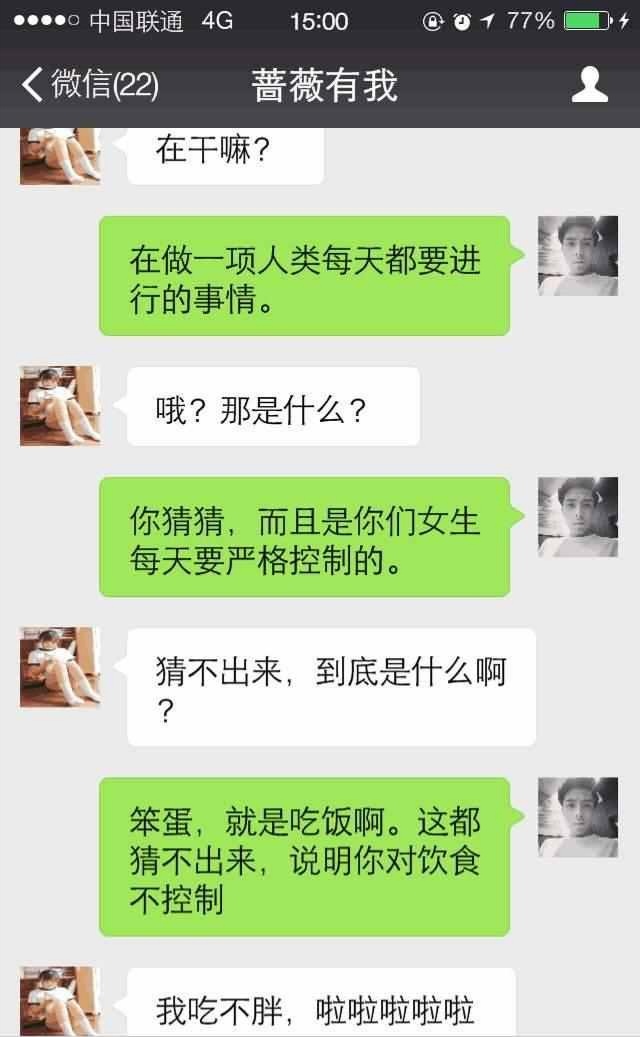 中国联通 4G 15:00 77%
微信(22) 蔷薇有我
在干嘛?
在做一项人类每天都要进
行的事情。
哦？那是什么？
你猜猜，而且是你们女生
每天要严格控制的。
猜不出来，到底是什么啊
？
笨蛋，就是吃饭啊。这都
猜不出来，说明你对饮食
不控制
我吃不胖，啦啦啦啦啦